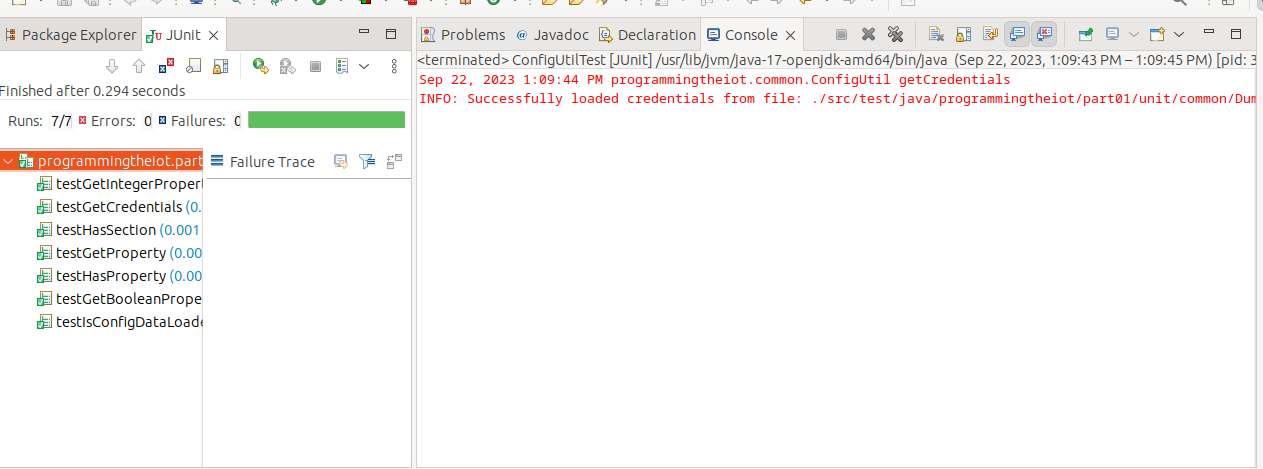 Package Explorer
JUnit
Finished after 0.294 seconds
Runs: 7/7 Errors: 0 Failures: 0
programmingtheiot.part
Failure Trace
testGetIntegerPropert
testGetCredentials (0.
testHasSection (0.001
testGetProperty (0.00
testHasProperty (0.00
testGetBooleanPrope
testIsConfigDataLoade
Problems @ Javadoc Declaration Console
<terminated> ConfigUtilTest [JUnit] /usr/lib/jvm/java-17-openjdk-amd64/bin/java (Sep 22, 2023, 1:09:43 PM – 1:09:45 PM) [pid: 3
Sep 22, 2023 1:09:44 PM programmingtheiot.common.ConfigUtil getCredentials
INFO: Successfully loaded credentials from file: ./src/test/java/programmingtheiot/part01/unit/common/Dum